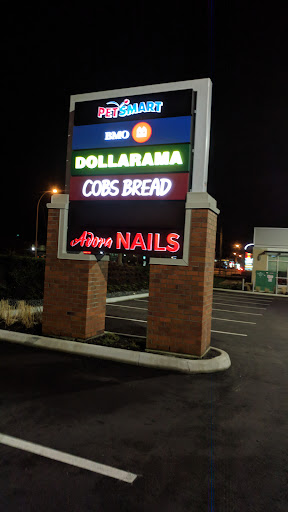 PETSMART
BMO
DOLLARAMA
COBS BREAD
Adora NAILS